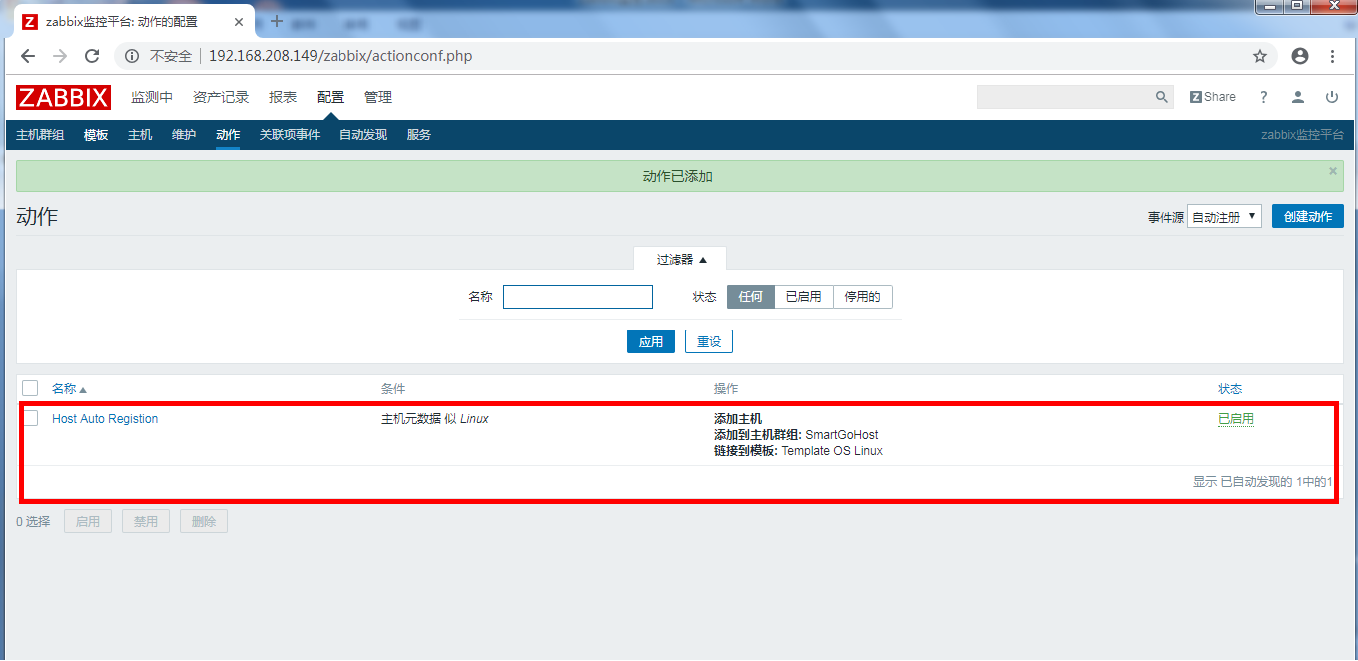 zabbix监控平台: 动作的配置
不安全 192.168.208.149/zabbix/actionconf.php
ZABBIX 监测中 资产记录 报表 配置 管理 Z Share ?
主机群组 模板 主机 维护 动作 关联项事件 自动发现 服务 zabbix监控平台
动作已添加
动作 事件源 自动注册 创建动作
过滤器
名称 状态 任何 已启用 停用的
应用 重设
名称 条件 操作 状态
Host Auto Registion 主机元数据 似 Linux 添加主机 已启用
添加到主机群组: SmartGoHost
链接到模板: Template OS Linux
显示 已自动发现的 1中的1
0 选择 启用 禁用 删除